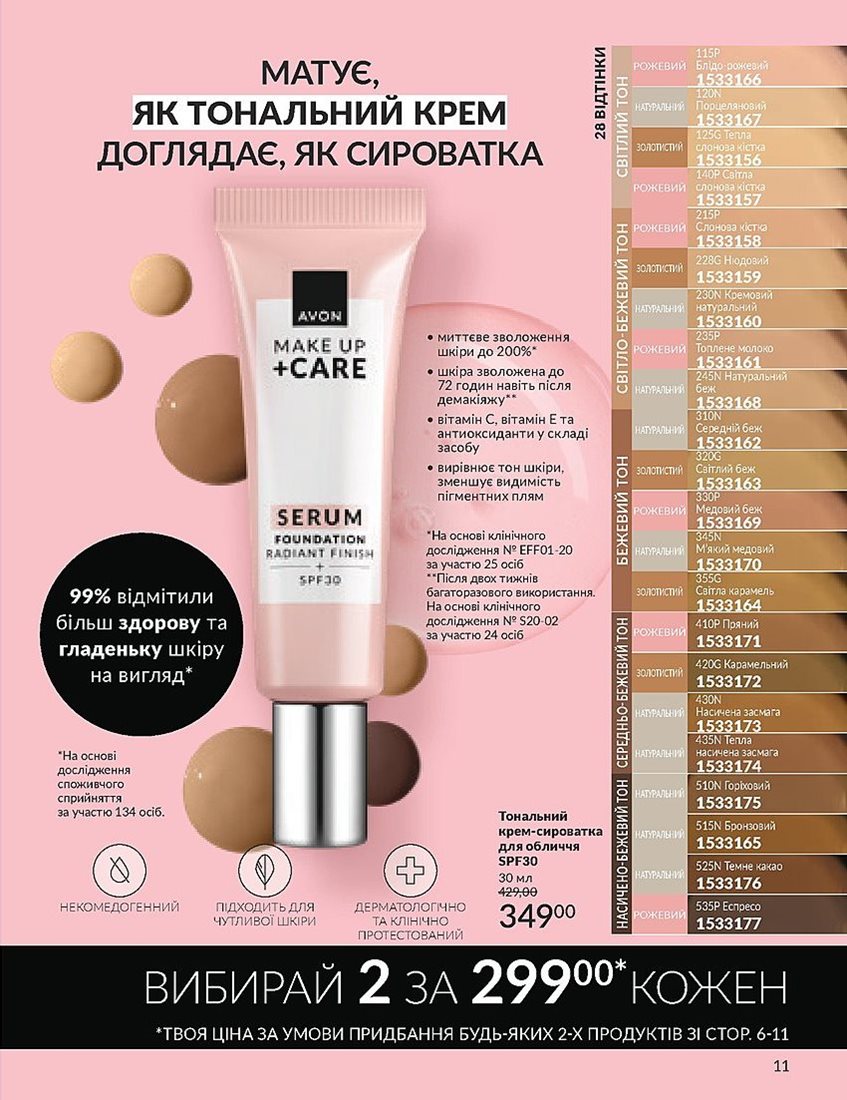 МАТУЄ,
ЯК ТОНАЛЬНИЙ КРЕМ
ДОГЛЯДАЄ, ЯК СИРОВАТКА
AVON
MAKE UP
+CARE
SERUM
FOUNDATION
RADIANT FINISH
+
SPF30
• миттєве зволоження
шкіри до 200%*
• шкіра зволожена до
72 годин навіть після
демакіяжу**
• вітамін С, вітамін Е та
антиоксиданти у складі
засобу
• вирівнює тон шкіри,
зменшує видимість
пігментних плям
*На основі клінічного
дослідження № EFF01-20
за участю 25 осіб
**Після двох тижнів
багаторазового використання.
На основі клінічного
дослідження № S20-02
за участю 24 осіб
99% відмітили
більш здорову та
гладеньку шкіру
на вигляд*
*На основі
дослідження
споживчого
сприйняття
за участю 134 осіб.
НЕКОМЕДОГЕННИЙ
ПІДХОДИТЬ ДЛЯ
ЧУТЛИВОЇ ШКІРИ
ДЕРМАТОЛОГІЧНО
ТА КЛІНІЧНО
ПРОТЕСТОВАНИЙ
Тональний
крем-сироватка
для обличчя
SPF30
30 мл
429,00
34900
28 ВІДТІНКИ
СВІТЛИЙ ТОН
РОЖЕВИЙ
115P
Блідо-рожевий
1533166
НАТУРАЛЬНИЙ
120N
Порцеляновий
1533167
ЗОЛОТИСТИЙ
125G Тепла
слонова кістка
1533156
РОЖЕВИЙ
140P Світла
слонова кістка
1533157
СВІТЛО-БЕЖЕВИЙ ТОН
РОЖЕВИЙ
215P
Слонова кістка
1533158
ЗОЛОТИСТИЙ
228G Нюдовий
1533159
НАТУРАЛЬНИЙ
230N Кремовий
натуральний
1533160
РОЖЕВИЙ
235P
Топлене молоко
1533161
НАТУРАЛЬНИЙ
245N Натуральний
беж
1533168
БЕЖЕВИЙ ТОН
НАТУРАЛЬНИЙ
310N
Середній беж
1533162
ЗОЛОТИСТИЙ
320G
Світлий беж
1533163
РОЖЕВИЙ
330P
Медовий беж
1533169
НАТУРАЛЬНИЙ
345N
М'який медовий
1533170
ЗОЛОТИСТИЙ
355G
Світла карамель
1533164
СЕРЕДНЬО-БЕЖЕВИЙ ТОН
РОЖЕВИЙ
410P Пряний
1533171
ЗОЛОТИСТИЙ
420G Карамельний
1533172
НАТУРАЛЬНИЙ
430N
Насичена засмага
1533173
НАТУРАЛЬНИЙ
435N Тепла
насичена засмага
1533174
НАСИЧЕНО-БЕЖЕВИЙ ТОН
НАТУРАЛЬНИЙ
510N Горіховий
1533175
НАТУРАЛЬНИЙ
515N Бронзовий
1533165
НАТУРАЛЬНИЙ
525N Темне какао
1533176
РОЖЕВИЙ
535P Еспресо
1533177
ВИБИРАЙ 2 ЗА 29900* КОЖЕН
*ТВОЯ ЦІНА ЗА УМОВИ ПРИДБАННЯ БУДЬ-ЯКИХ 2-Х ПРОДУКТІВ ЗІ СТОР. 6-11
11